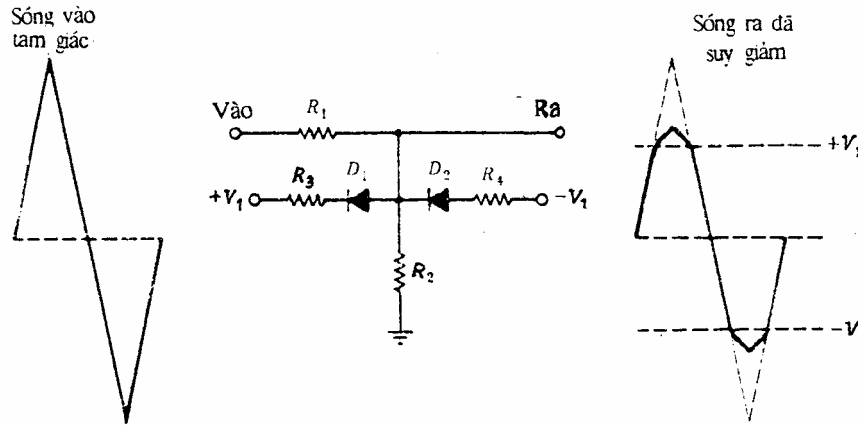 Sóng vào
tam giác
Sóng ra đã
suy giảm
Vào
R₁
Ra
+V₁
R₃
D₁
D₂
R₄
-V₁
R₂
+V₁
-V